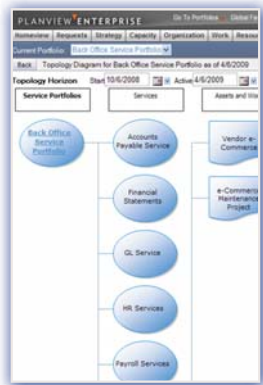 PLANVIEW ENTERPRISE
Go To Portfolio
Homeview Requests Strategy Capacity Organization Work
Current Portfolio: Back Office Service Portfolio
Back Topology Diagram for Back Office Service Portfolio as of 4/6/2009
Topology Horizon Start 10/6/2008 Active 4/6/2009
Service Portfolios Services Assets and
Back Office
Service
Portfolio
Accounts
Payable Service
Vendor e-
Commerce
Financial
Statements
e-Commerce
Maintenance
Project
GL Service
HR Services
Payroll Services